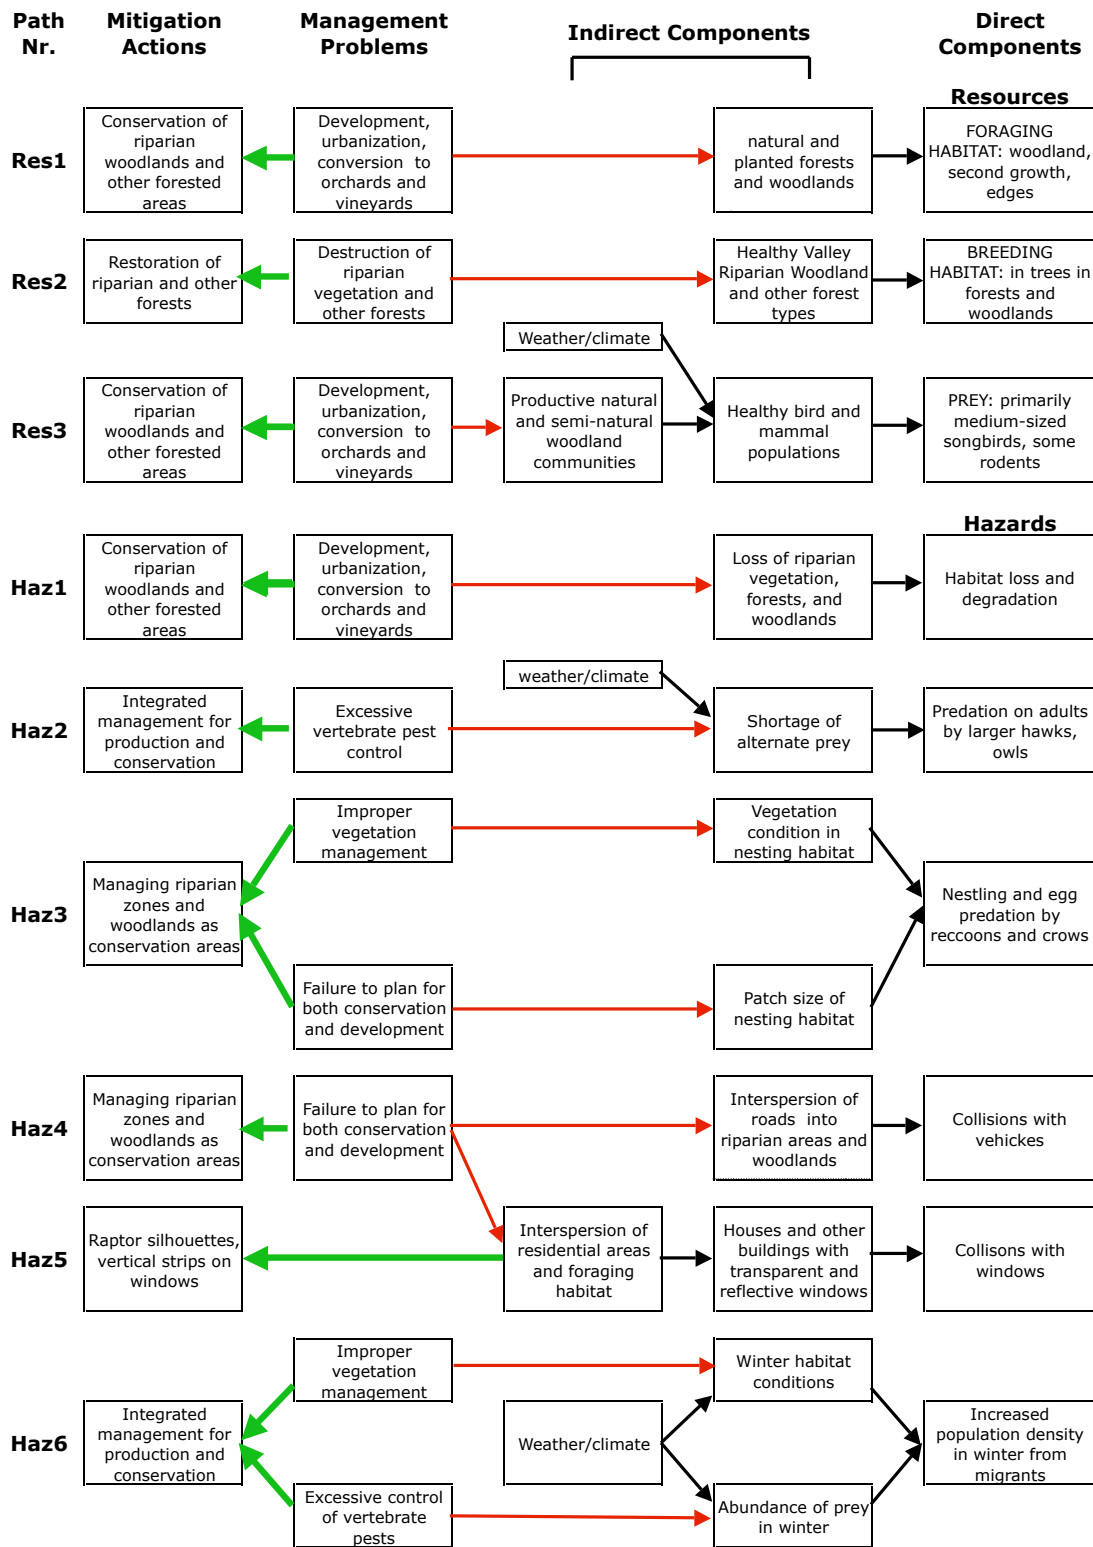 Path
Nr.
Mitigation
Actions
Management
Problems
Indirect Components
Direct
Components
Resources
Res1
Conservation of
riparian
woodlands and
other forested
areas
Development,
urbanization,
conversion to
orchards and
vineyards
natural and
planted forests
and woodlands
FORAGING
HABITAT: woodland,
second growth,
edges
Res2
Restoration of
riparian and other
forests
Destruction of
riparian
vegetation and
other forests
Healthy Valley
Riparian Woodland
and other forest
types
BREEDING
HABITAT: in trees in
forests and
woodlands
Weather/climate
Res3
Conservation of
riparian
woodlands and
other forested
areas
Development,
urbanization,
conversion to
orchards and
vineyards
Productive natural
and semi-natural
woodland
communities
Healthy bird and
mammal
populations
PREY: primarily
medium-sized
songbirds, some
rodents
Hazards
Haz1
Conservation of
riparian
woodlands and
other forested
areas
Development,
urbanization,
conversion to
orchards and
vineyards
Loss of riparian
vegetation,
forests, and
woodlands
Habitat loss and
degradation
weather/climate
Haz2
Integrated
management for
production and
conservation
Excessive
vertebrate pest
control
Shortage of
alternate prey
Predation on adults
by larger hawks,
owls
Haz3
Managing riparian
zones and
woodlands as
conservation areas
Improper
vegetation
management
Vegetation
condition in
nesting habitat
Failure to plan for
both conservation
and development
Patch size of
nesting habitat
Nestling and egg
predation by
reccoons and crows
Haz4
Managing riparian
zones and
woodlands as
conservation areas
Failure to plan for
both conservation
and development
Interspersion of
roads into
riparian areas and
woodlands
Collisions with
vehickes
Haz5
Raptor silhouettes,
vertical strips on
windows
Interspersion of
residential areas
and foraging
habitat
Houses and other
buildings with
transparent and
reflective windows
Collisons with
windows
Haz6
Integrated
management for
production and
conservation
Improper
vegetation
management
Winter habitat
conditions
Weather/climate
Excessive control
of vertebrate
pests
Abundance of prey
in winter
Increased
population density
in winter from
migrants